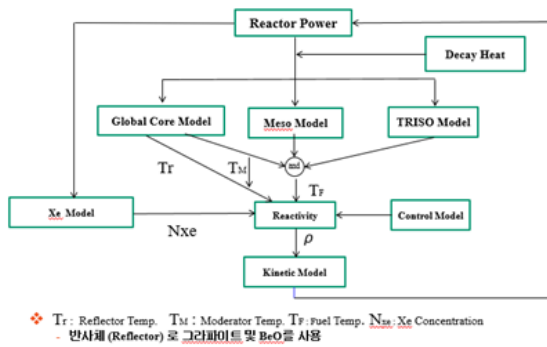 Reactor Power
Decay Heat
Global Core Model
Meso Model
TRISO Model
Tr
TM
TF
Xe Model
Nxe
Reactivity
Control Model
ρ
Kinetic Model
❖ Tr : Reflector Temp. TM : Moderator Temp. TF : Fuel Temp. Nxe : Xe Concentration
- 반사체 (Reflector) 로 그라파이트 및 BeO를 사용